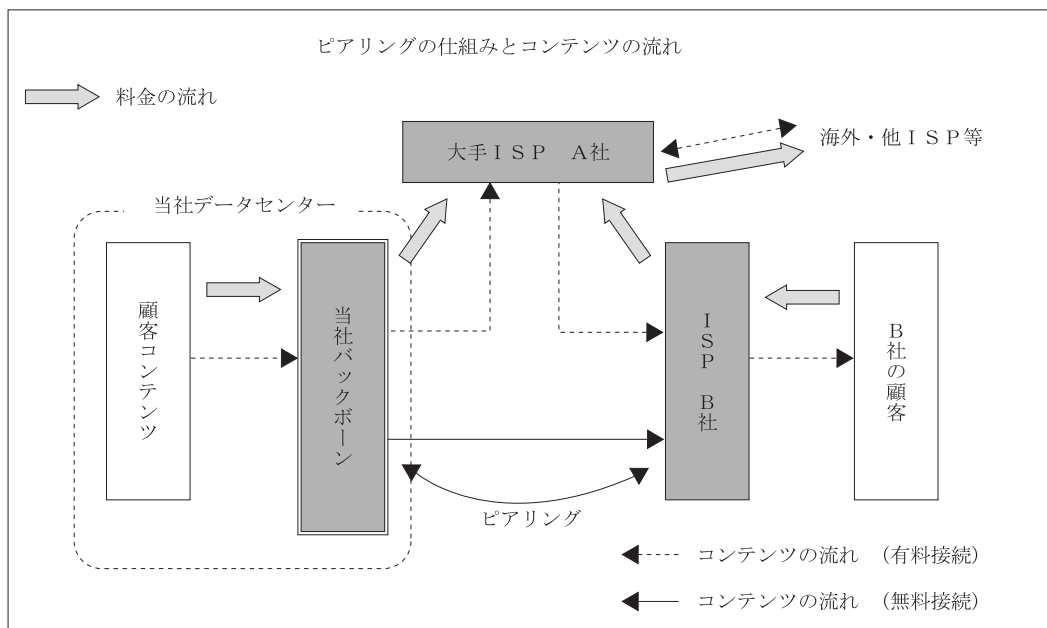 ピアリングの仕組みとコンテンツの流れ
料金の流れ
大手ISP A社
海外・他ISP等
当社データセンター
顧客コンテンツ
当社バックボーン
ISP B社
B社の顧客
ピアリング
コンテンツの流れ (有料接続)
コンテンツの流れ (無料接続)